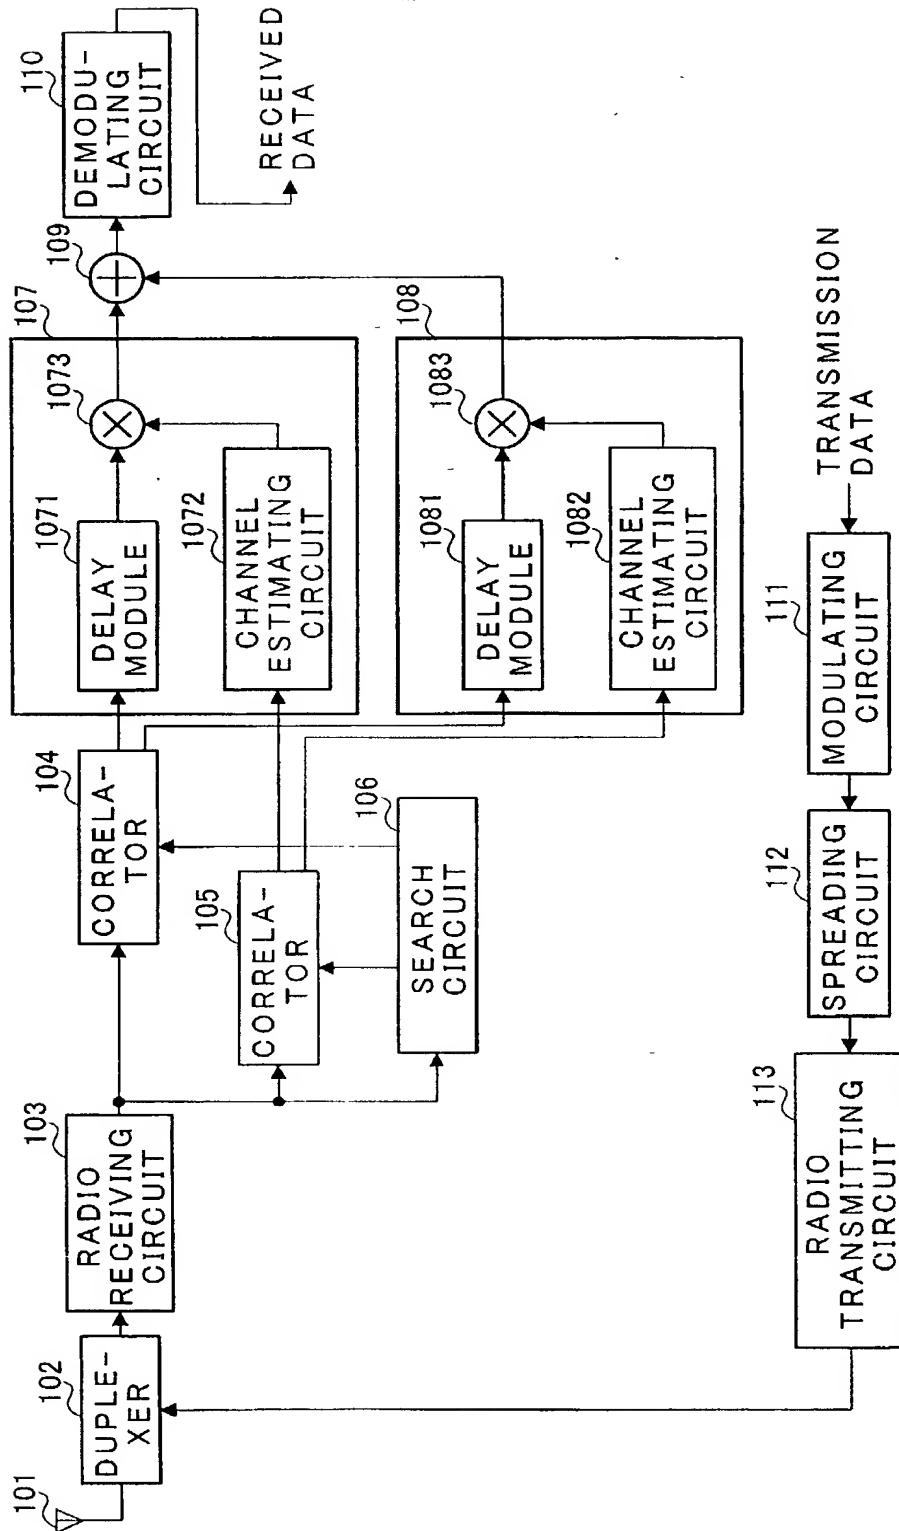 101
102
DUPLE-
XER
103
RADIO
RECEIVING
CIRCUIT
104
CORRELA-
TOR
105
CORRELA-
TOR
106
SEARCH
CIRCUIT
107
1071
DELAY
MODULE
1072
CHANNEL
ESTIMATING
CIRCUIT
1073
108
1081
DELAY
MODULE
1082
CHANNEL
ESTIMATING
CIRCUIT
1083
109
110
DEMODU-
LATING
CIRCUIT
RECEIVED
DATA
113
RADIO
TRANSMITTING
CIRCUIT
112
SPREADING
CIRCUIT
111
MODULATING
CIRCUIT
TRANSMISSION
DATA